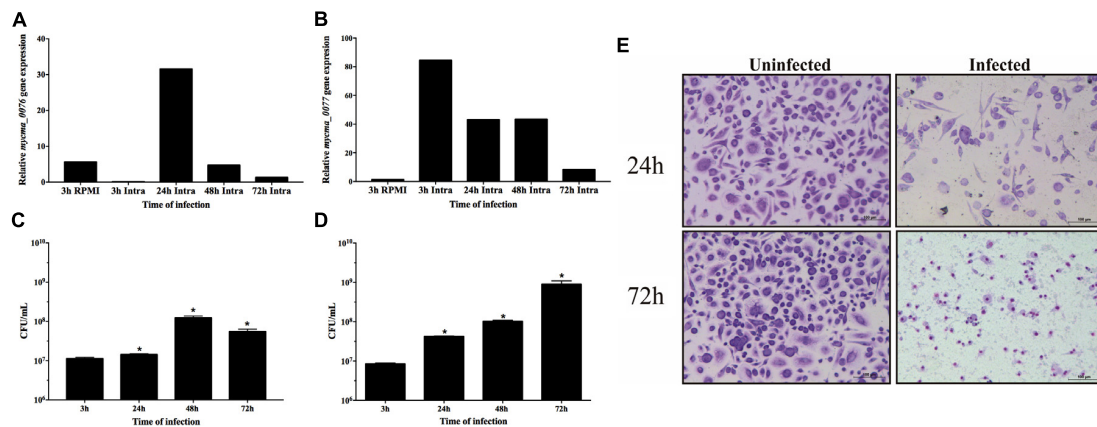 A
Relative mycma_0076 gene expression
40
30
20
10
0
3h RPMI 3h Intra 24h Intra 48h Intra 72h Intra
Time of infection
B
Relative mycma_0077 gene expresion
100
80
60
40
20
0
3h RPMI 3h Intra 24h Intra 48h Intra 72h Intra
Time of infection
C
CFU/mL
10¹⁰
10⁹
10⁸
10⁷
10⁶
* * *
3h 24h 48h 72h
Time of infection
D
CFU/mL
10¹⁰
10⁹
10⁸
10⁷
10⁶
* * *
3h 24h 48h 72h
Time of infection
E
Uninfected Infected
24h
72h